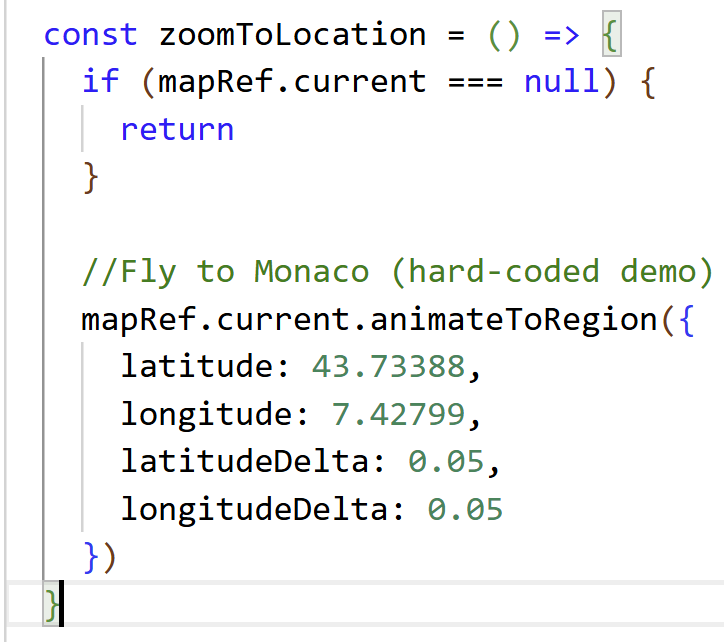 const zoomToLocation = () => {
  if (mapRef.current === null) {
    return
  }

  //Fly to Monaco (hard-coded demo)
  mapRef.current.animateToRegion({
    latitude: 43.73388,
    longitude: 7.42799,
    latitudeDelta: 0.05,
    longitudeDelta: 0.05
  })
}